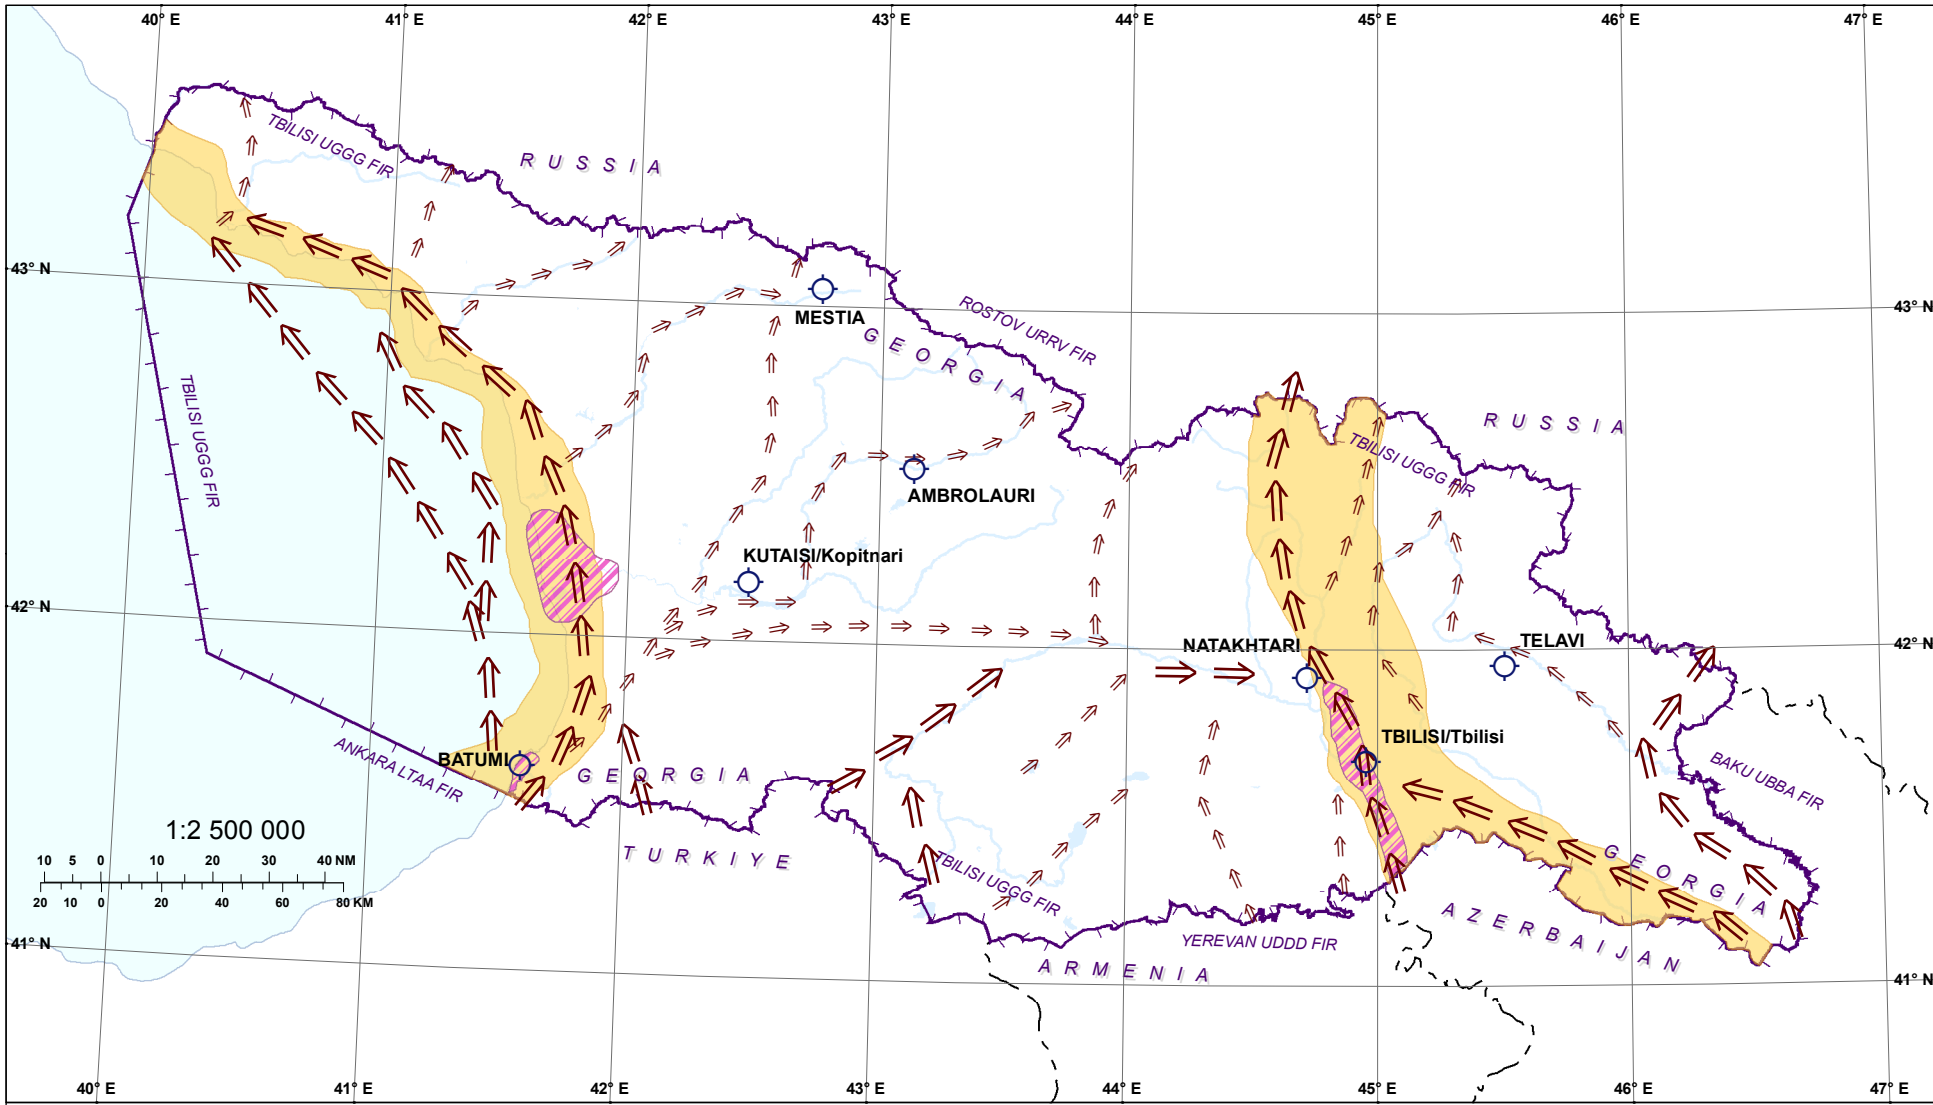 40° E
41° E
42° E
43° E
44° E
45° E
46° E
47° E
TBILISI UGGG FIR
RUSSIA
43° N
MESTIA
ROSTOV URRV FIR
43° N
GEORGIA
TBILISI UGGG FIR
RUSSIA
TBILISI UGGG FIR
AMBROLAURI
KUTAISI/Kopitnari
42° N
NATAKHTARI
TELAVI
42° N
BATUMI
TBILISI/Tbilisi
ANKARA LTAA FIR
GEORGIA
BAKU UBBA FIR
1:2 500 000
10 5 0 10 20 30 40 NM
20 10 0 20 40 60 80 KM
TURKIYE
TBILISI UGGG FIR
GEORGIA
AZERBAIJAN
41° N
YEREVAN UDDD FIR
ARMENIA
41° N
40° E
41° E
42° E
43° E
44° E
45° E
46° E
47° E